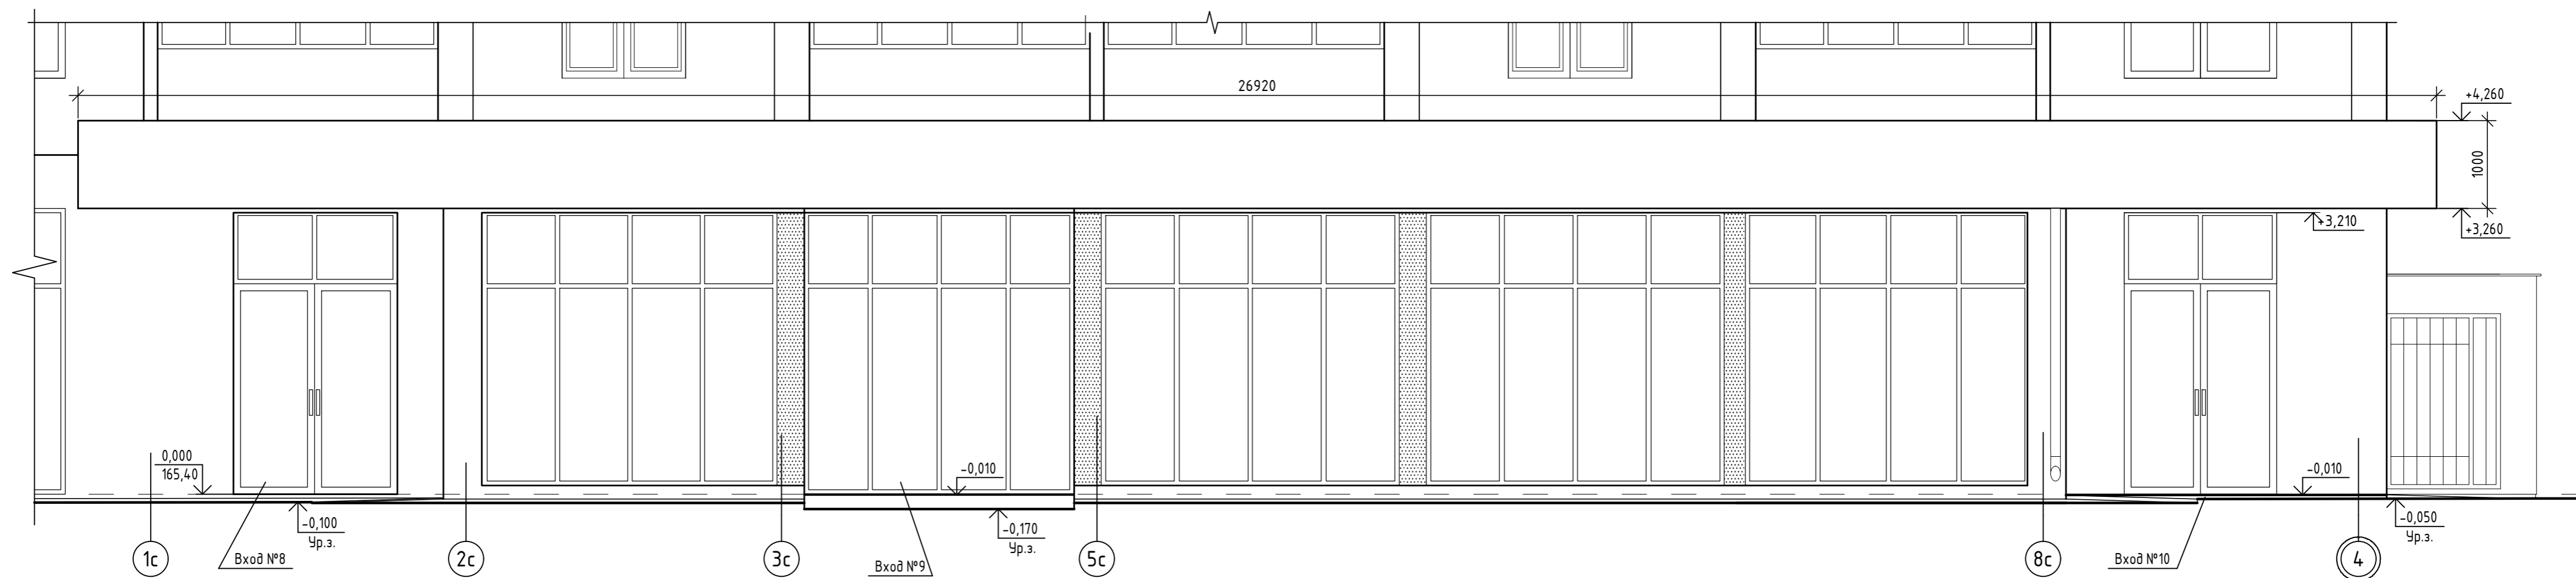 26920
+4,260
1000
+3,210
+3,260
0,000
165,40
-0,010
-0,010
-0,100
Ур.з.
-0,170
Ур.з.
-0,050
Ур.з.
1с
Вход №8
2с
3с
Вход №9
5с
8с
Вход №10
4